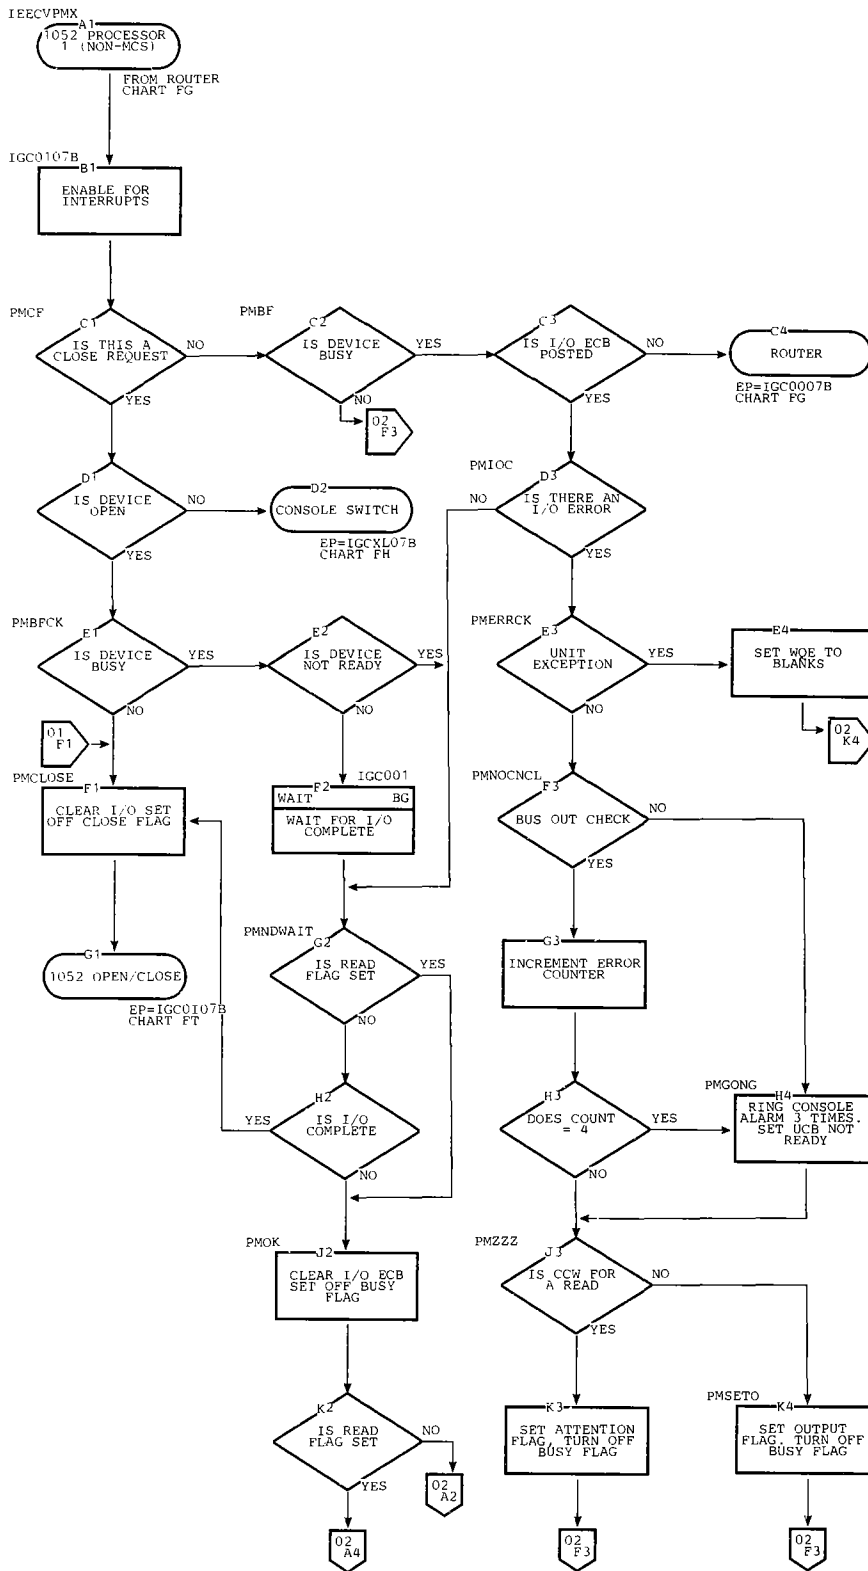 IEECVPMX
A1
1052 PROCESSOR
1 (NON-MCS)
FROM ROUTER
CHART FG
IGC0107B
B1
ENABLE FOR
INTERRUPTS
PMCF
C1
IS THIS A
CLOSE REQUEST
NO
YES
PMBF
C2
IS DEVICE
BUSY
YES
NO
02
F3
C3
IS I/O ECB
POSTED
NO
YES
C4
ROUTER
EP=IGC0007B
CHART FG
D1
IS DEVICE
OPEN
NO
YES
D2
CONSOLE SWITCH
EP=IGCXL07B
CHART FH
PMIOC
D3
IS THERE AN
I/O ERROR
NO
YES
PMBFCK
E1
IS DEVICE
BUSY
YES
NO
E2
IS DEVICE
NOT READY
YES
NO
PMERRCK
E3
UNIT
EXCEPTION
YES
NO
E4
SET WQE TO
BLANKS
02
K4
01
F1
PMCLOSE
F1
CLEAR I/O SET
OFF CLOSE FLAG
IGC001
F2
WAIT BG
WAIT FOR I/O
COMPLETE
PMNOCNCL
F3
BUS OUT CHECK
NO
YES
G1
1052 OPEN/CLOSE
EP=IGC0I07B
CHART FT
PMNDWAIT
G2
IS READ
FLAG SET
YES
NO
G3
INCREMENT ERROR
COUNTER
H2
IS I/O
COMPLETE
YES
NO
H3
DOES COUNT
= 4
YES
NO
PMGONG
H4
RING CONSOLE
ALARM 3 TIMES.
SET UCB NOT
READY
PMOK
J2
CLEAR I/O ECB
SET OFF BUSY
FLAG
PMZZZ
J3
IS CCW FOR
A READ
NO
YES
K2
IS READ
FLAG SET
NO
YES
02
A2
02
A4
K3
SET ATTENTION
FLAG, TURN OFF
BUSY FLAG
02
F3
PMSETO
K4
SET OUTPUT
FLAG. TURN OFF
BUSY FLAG
02
F3